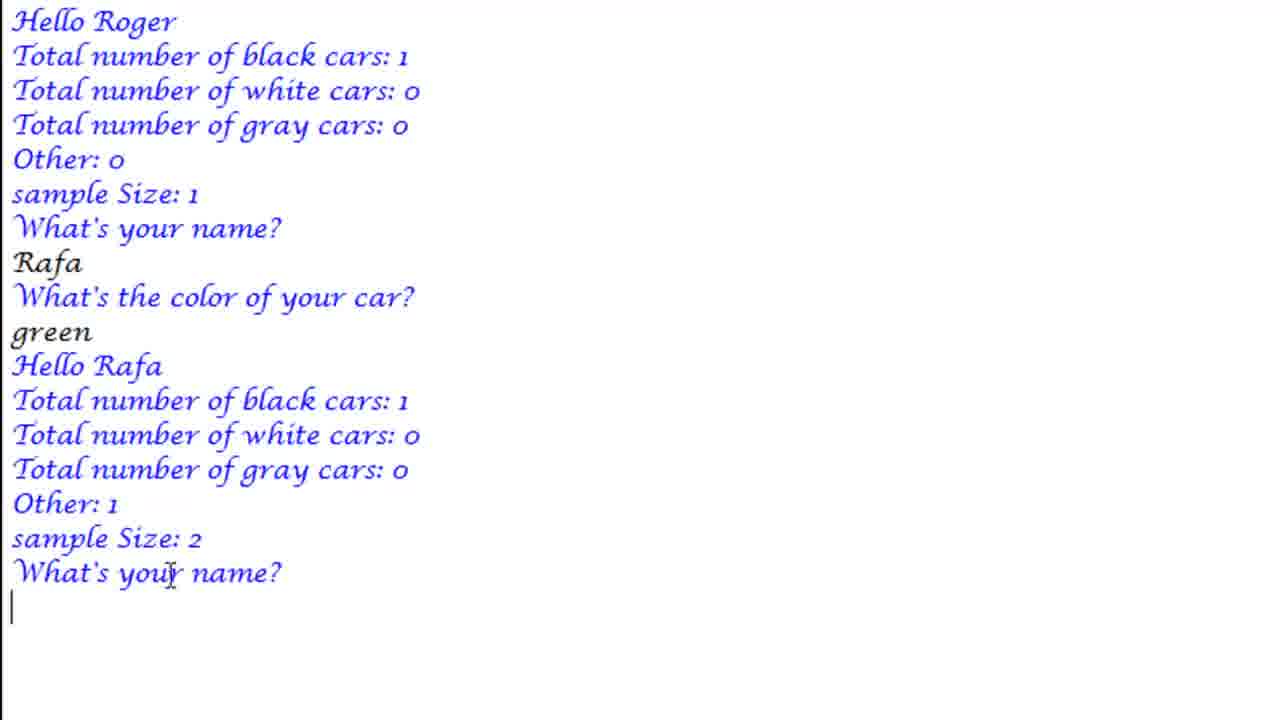 Hello Roger
Total number of black cars: 1
Total number of white cars: 0
Total number of gray cars: 0
Other: 0
sample Size: 1
What's your name?
Rafa
What's the color of your car?
green
Hello Rafa
Total number of black cars: 1
Total number of white cars: 0
Total number of gray cars: 0
Other: 1
sample Size: 2
What's your name?